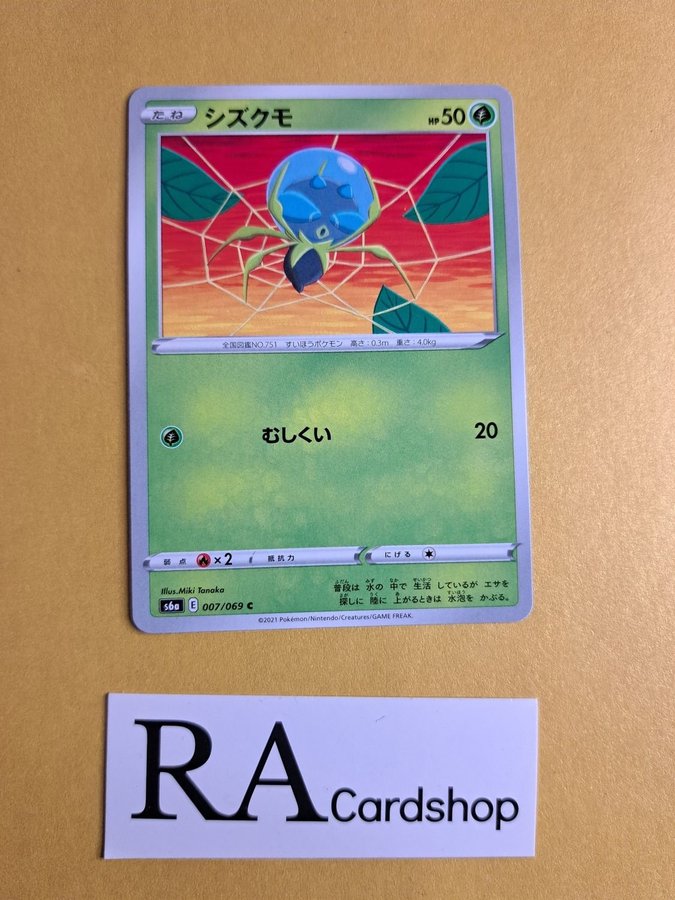 たね シズクモ HP 50
全国図鑑NO.751 すいほうポケモン 高さ:0.3m 重さ:4.0kg
むしくい 20
弱点 ×2 抵抗力 にげる
Illus.Miki Tanaka
普段は 水の 中で 生活 しているが エサを
探しに 陸に 上がるときは 水泡を かぶる。
s6a E 007/069 C
©2021 Pokémon/Nintendo/Creatures/GAME FREAK.
RA Cardshop